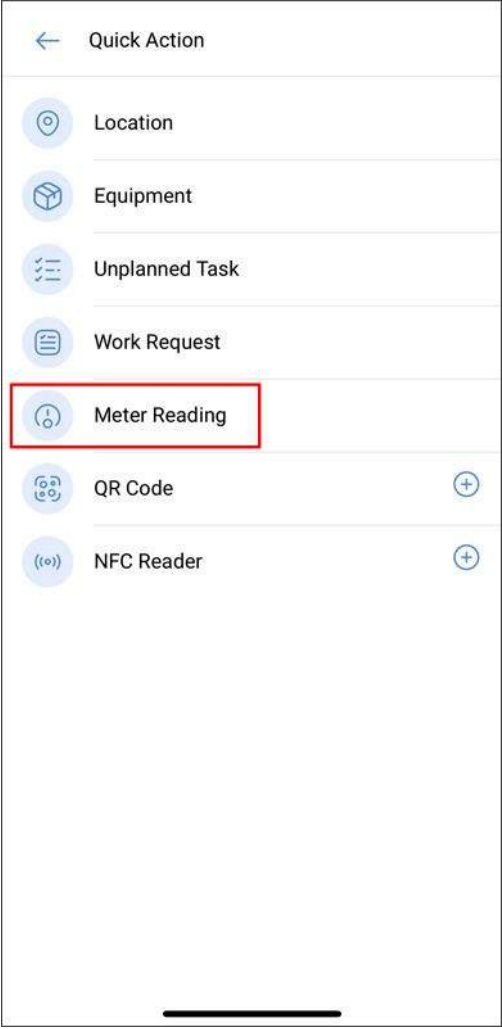 Quick Action
Location
Equipment
Unplanned Task
Work Request
Meter Reading
QR Code
NFC Reader